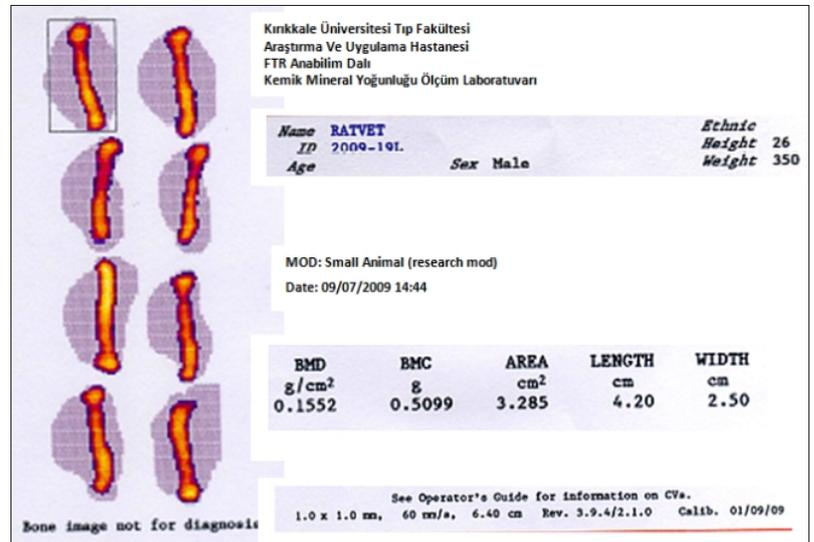 Kırıkkale Üniversitesi Tıp Fakültesi
Araştırma Ve Uygulama Hastanesi
FTR Anabilim Dalı
Kemik Mineral Yoğunluğu Ölçüm Laboratuvarı
Name RATVET Ethnic
ID 2009-19L Height 26
Age Sex Male Weight 350
MOD: Small Animal (research mod)
Date: 09/07/2009 14:44
BMD BMC AREA LENGTH WIDTH
g/cm² g cm² cm cm
0.1552 0.5099 3.285 4.20 2.50
See Operator's Guide for information on CVs.
1.0 x 1.0 mm, 60 mm/s, 6.40 cm Rev. 3.9.4/2.1.0 Calib. 01/09/09
Bone image not for diagnosis